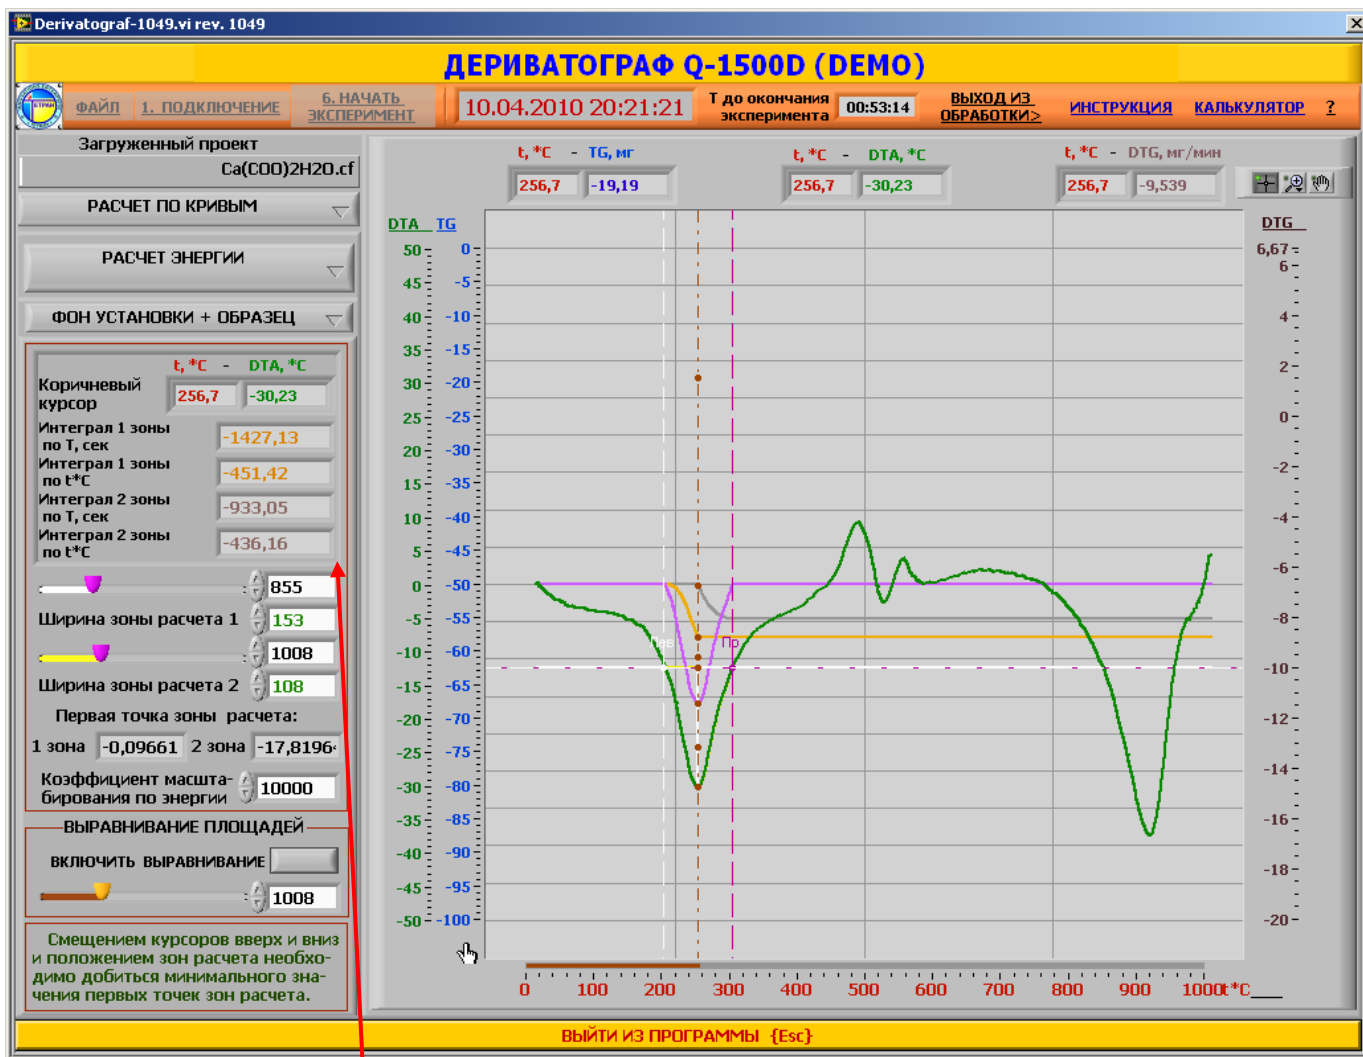 Derivatograf-1049.vi rev. 1049
ДЕРИВАТОГРАФ Q-1500D (DEMO)
ФАЙЛ
1. ПОДКЛЮЧЕНИЕ
6. НАЧАТЬ
ЭКСПЕРИМЕНТ
10.04.2010 20:21:21
Т до окончания
эксперимента
00:53:14
ВЫХОД ИЗ
ОБРАБОТКИ>
ИНСТРУКЦИЯ
КАЛЬКУЛЯТОР
?
Загруженный проект
Ca(COO)2H2O.cf
РАСЧЕТ ПО КРИВЫМ
РАСЧЕТ ЭНЕРГИИ
ФОН УСТАНОВКИ + ОБРАЗЕЦ
t, *C - DTA, *C
Коричневый
курсор
256,7 -30,23
Интеграл 1 зоны
по Т, сек
-1427,13
Интеграл 1 зоны
по t*C
-451,42
Интеграл 2 зоны
по Т, сек
-933,05
Интеграл 2 зоны
по t*C
-436,16
855
Ширина зоны расчета 1 153
1008
Ширина зоны расчета 2 108
Первая точка зоны расчета:
1 зона -0,09661 2 зона -17,8196
Коэффициент масшта-
бирования по энергии
10000
ВЫРАВНИВАНИЕ ПЛОЩАДЕЙ
ВКЛЮЧИТЬ ВЫРАВНИВАНИЕ
1008
Смещением курсоров вверх и вниз
и положением зон расчета необхо-
димо добиться минимального зна-
чения первых точек зон расчета.
t, *C - TG, мг
256,7 -19,19
t, *C - DTA, *C
256,7 -30,23
t, *C - DTG, мг/мин
256,7 -9,539
DTA TG
50 0
45 -5
40 -10
35 -15
30 -20
25 -25
20 -30
15 -35
10 -40
5 -45
0 -50
-5 -55
-10 -60
-15 -65
-20 -70
-25 -75
-30 -80
-35 -85
-40 -90
-45 -95
-50 -100
Лев
Пр
DTG
6,67
6
4
2
0
-2
-4
-6
-8
-10
-12
-14
-16
-18
-20
0 100 200 300 400 500 600 700 800 900 1000 t*C
ВЫЙТИ ИЗ ПРОГРАММЫ {Esc}